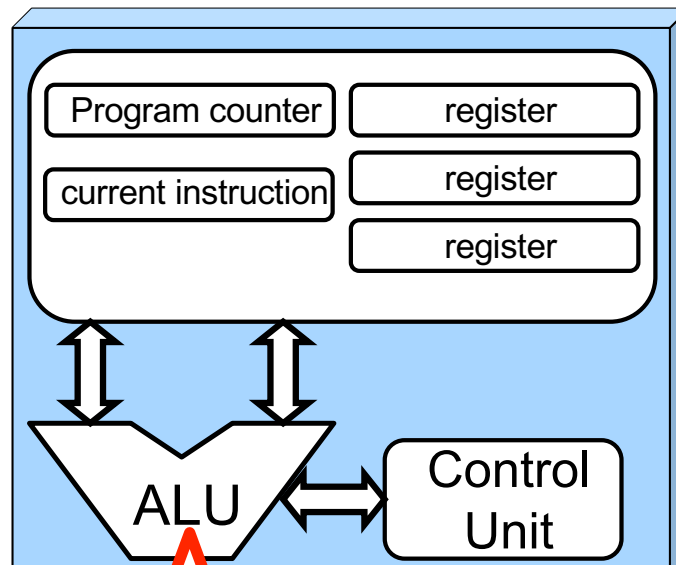 Program counter
register
current instruction
register
register
ALU
Control
Unit